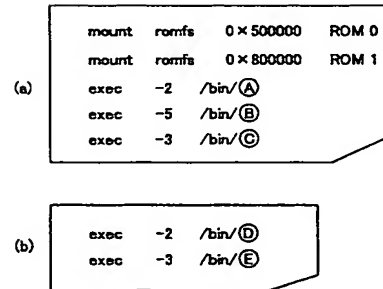 mount romfs 0×500000 ROM 0
mount romfs 0×800000 ROM 1
(a) exec -2 /bin/Ⓐ
exec -5 /bin/Ⓑ
exec -3 /bin/Ⓒ
(b) exec -2 /bin/Ⓓ
exec -3 /bin/Ⓔ